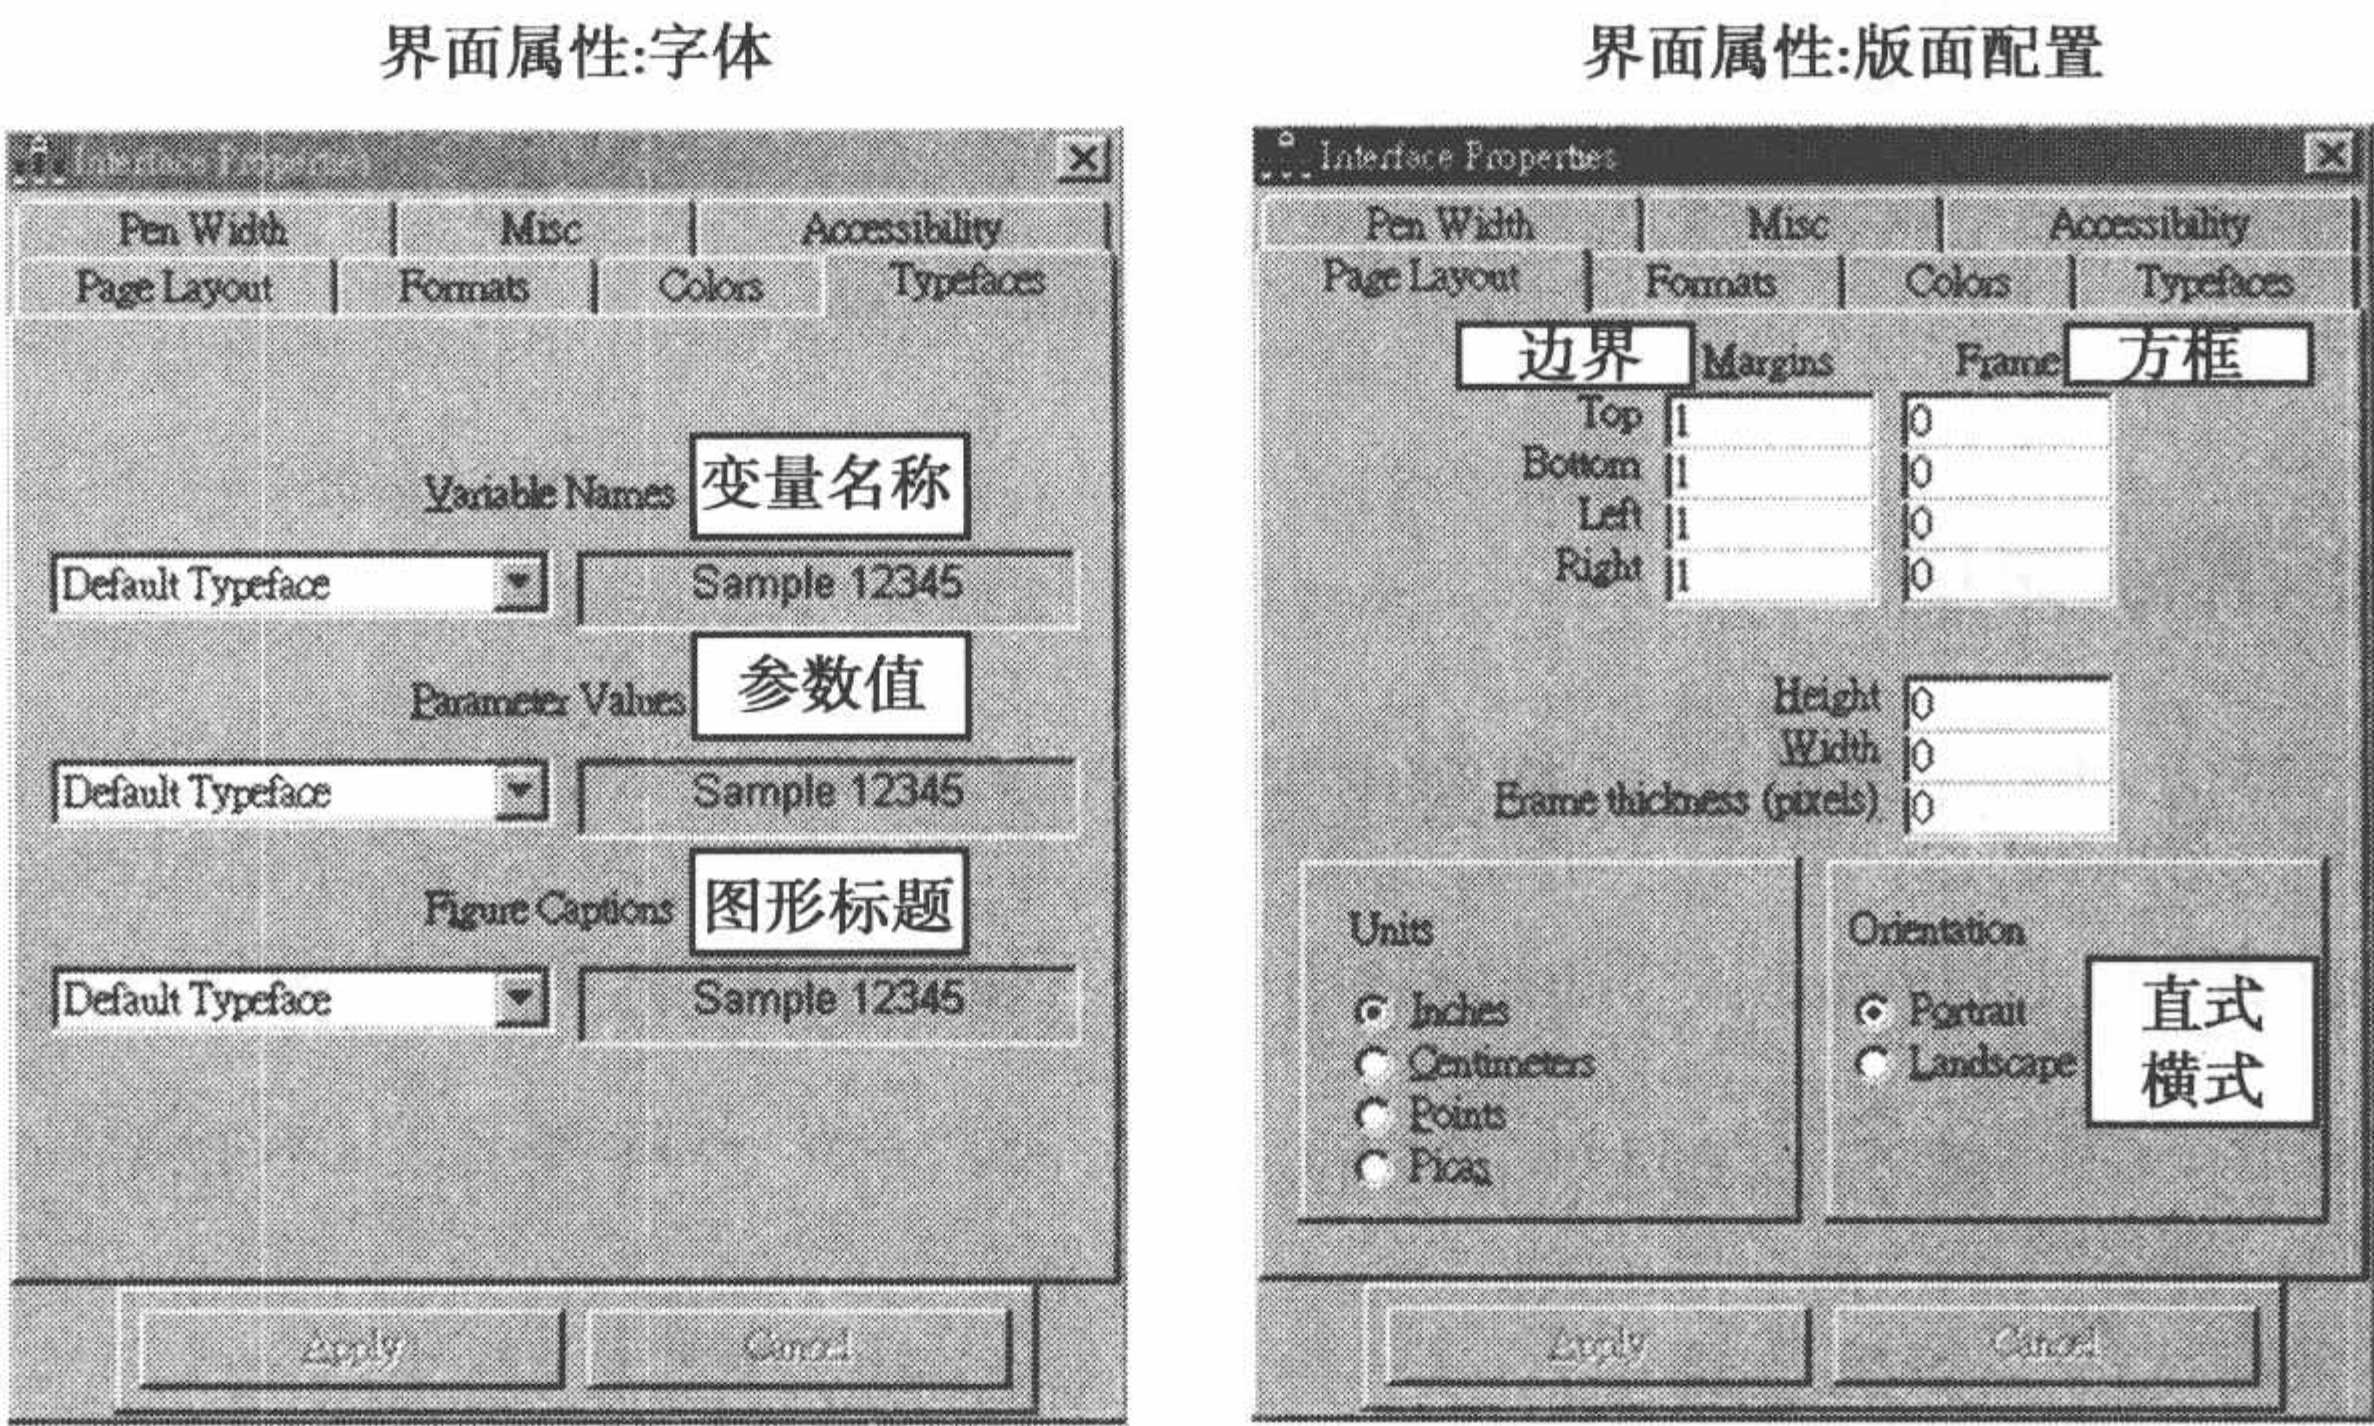 界面属性:字体
Interface Properties
Pen Width Misc Accessibility
Page Layout Formats Colors Typefaces
Variable Names 变量名称
Default Typeface Sample 12345
Parameter Values 参数值
Default Typeface Sample 12345
Figure Captions 图形标题
Default Typeface Sample 12345
Apply Cancel
界面属性:版面配置
Interface Properties
Pen Width Misc Accessibility
Page Layout Formats Colors Typefaces
边界 Margins Frame 方框
Top 1 0
Bottom 1 0
Left 1 0
Right 1 0
Height 0
Width 0
Frame thickness (pixels) 0
Units
Inches
Centimeters
Points
Picas
Orientation
Portrait 直式
Landscape 横式
Apply Cancel